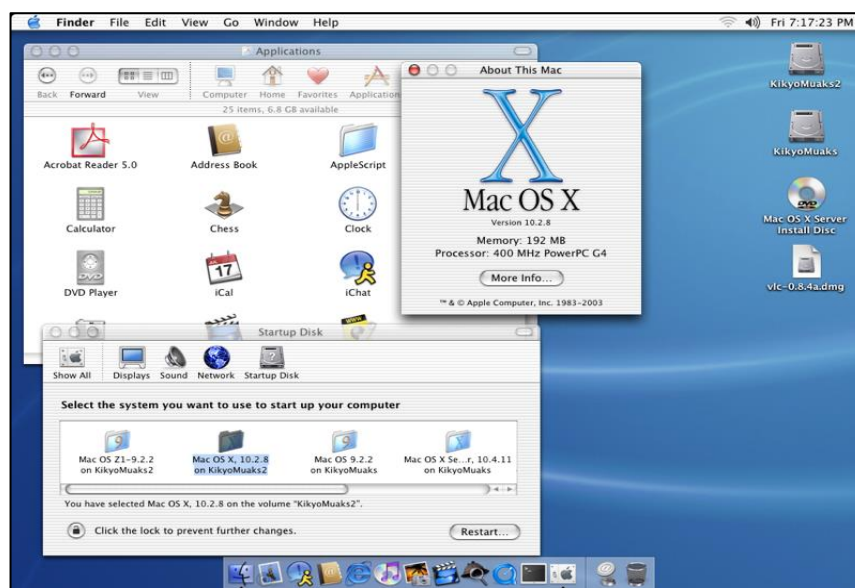 Finder File Edit View Go Window Help
Fri 7:17:23 PM
Applications
Back Forward View Computer Home Favorites Application
25 items, 6.8 GB available
Acrobat Reader 5.0 Address Book AppleScript
Calculator Chess Clock
17
DVD
DVD Player iCal iChat
About This Mac
Mac OS X
Version 10.2.8
Memory: 192 MB
Processor: 400 MHz PowerPC G4
More Info...
™ & © Apple Computer, Inc. 1983-2003
KikyoMuaks2
KikyoMuaks
DVD
Mac OS X Server
Install Disc
vlc-0.8.4a.dmg
Startup Disk
Show All Displays Sound Network Startup Disk
Select the system you want to use to start up your computer
Mac OS Z1-9.2.2
on KikyoMuaks2
Mac OS X, 10.2.8
on KikyoMuaks2
Mac OS 9.2.2
on KikyoMuaks
Mac OS X Se...r, 10.4.11
on KikyoMuaks
You have selected Mac OS X, 10.2.8 on the volume "KikyoMuaks2".
Click the lock to prevent further changes.
Restart...